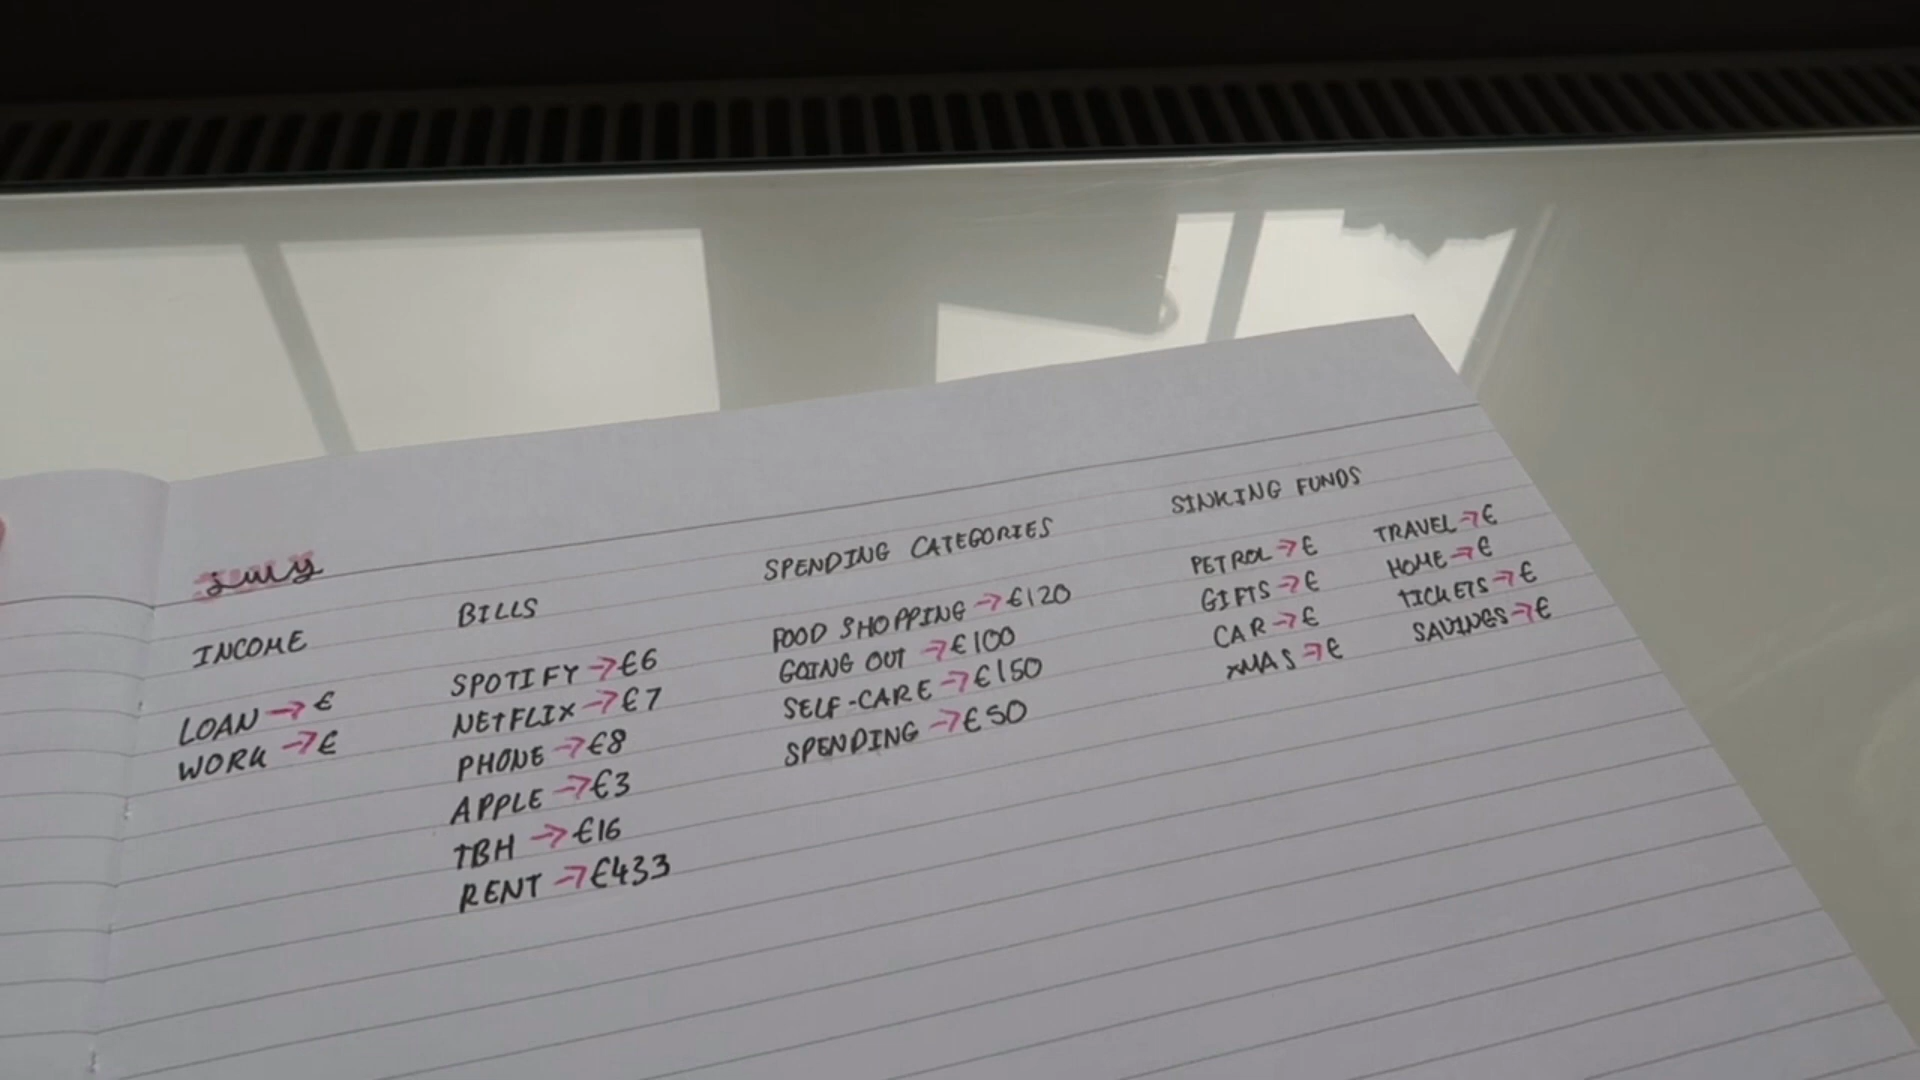 July
INCOME
LOAN → €
WORK → €
BILLS
SPOTIFY → €6
NETFLIX → €7
PHONE → €8
APPLE → €3
TBH → €16
RENT → €433
SPENDING CATEGORIES
FOOD SHOPPING → €120
GOING OUT → €100
SELF-CARE → €150
SPENDING → €50
SINKING FUNDS
PETROL → €
GIFTS → €
CAR → €
XMAS → €
TRAVEL → €
HOME → €
TICKETS → €
SAVINGS → €